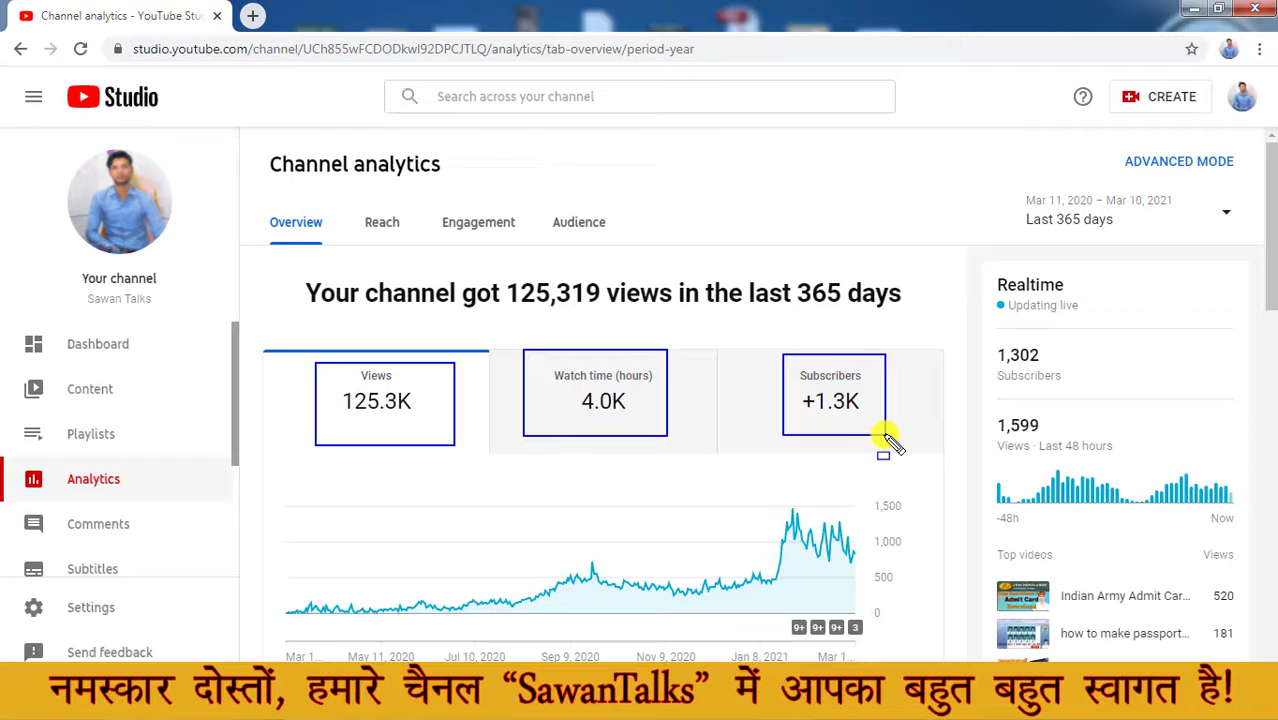 Channel analytics - YouTube Stu
studio.youtube.com/channel/UCh855wFCDODkwl92DPCJTLQ/analytics/tab-overview/period-year
Studio
Search across your channel
CREATE
Your channel
Sawan Talks
Dashboard
Content
Playlists
Analytics
Comments
Subtitles
Settings
Send feedback
Channel analytics
ADVANCED MODE
Overview
Reach
Engagement
Audience
Mar 11, 2020 – Mar 10, 2021
Last 365 days
Your channel got 125,319 views in the last 365 days
Views
125.3K
Watch time (hours)
4.0K
Subscribers
+1.3K
1,500
1,000
500
0
9+ 9+ 9+ 3
Mar 1... May 11, 2020 Jul 10, 2020 Sep 9, 2020 Nov 9, 2020 Jan 8, 2021 Mar 1...
Realtime
Updating live
1,302
Subscribers
1,599
Views · Last 48 hours
-48h Now
Top videos Views
Indian Army Admit Car... 520
how to make passport... 181
नमस्कार दोस्तों, हमारे चैनल “SawanTalks” में आपका बहुत बहुत स्वागत है!